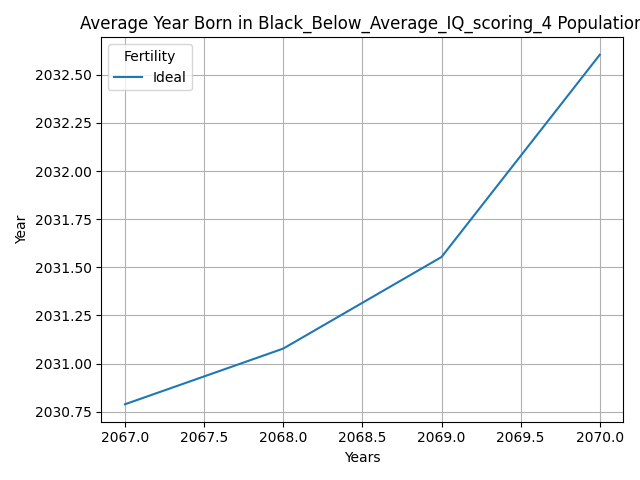 Average Year Born in Black_Below_Average_IQ_scoring_4 Population
Fertility
Ideal
2032.50
2032.25
2032.00
2031.75
2031.50
2031.25
2031.00
2030.75
Year
2067.0 2067.5 2068.0 2068.5 2069.0 2069.5 2070.0
Years